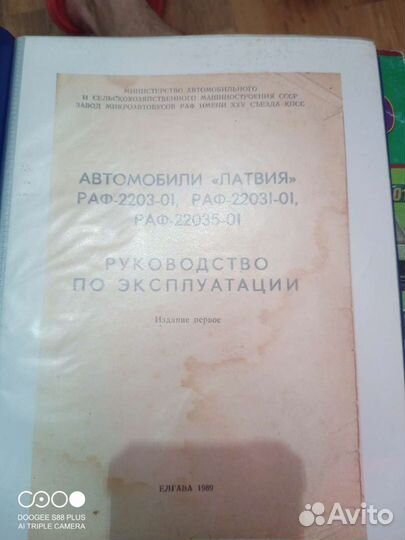 МИНИСТЕРСТВО АВТОМОБИЛЬНОГО
И СЕЛЬСКОХОЗЯЙСТВЕННОГО МАШИНОСТРОЕНИЯ СССР
ЗАВОД МИКРОАВТОБУСОВ РАФ ИМЕНИ XXV СЪЕЗДА КПСС
АВТОМОБИЛИ «ЛАТВИЯ»
РАФ-2203-01, РАФ-22031-01,
РАФ-22035-01
РУКОВОДСТВО
ПО ЭКСПЛУАТАЦИИ
Издание первое
ЕЛГАВА 1989
DOOGEE S88 PLUS
AI TRIPLE CAMERA
Avito